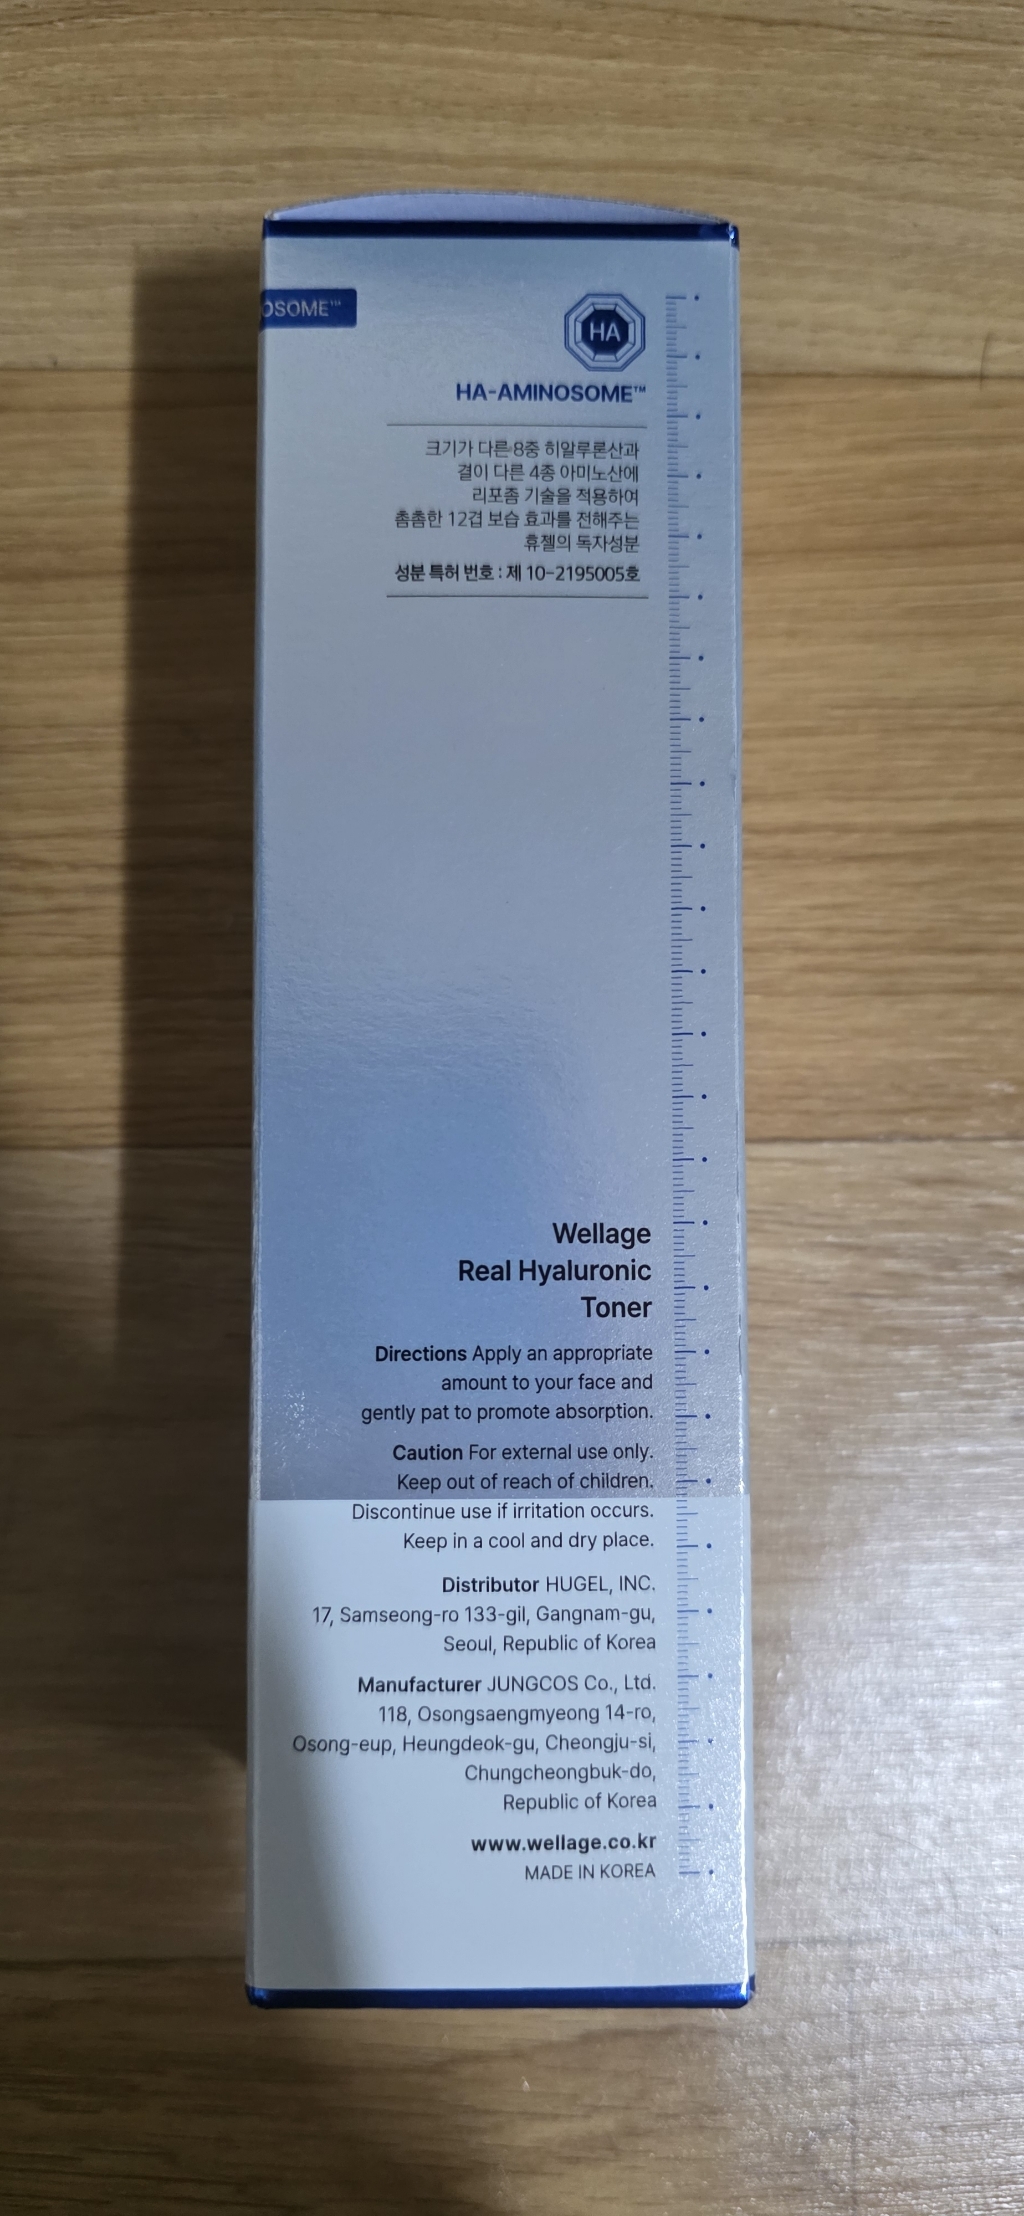 OSOME™
HA
HA-AMINOSOME™
크기가 다른 8중 히알루론산과
결이 다른 4종 아미노산에
리포좀 기술을 적용하여
촘촘한 12겹 보습 효과를 전해주는
휴젤의 독자성분
성분 특허 번호 : 제 10-2195005호
Wellage
Real Hyaluronic
Toner
Directions Apply an appropriate
amount to your face and
gently pat to promote absorption.
Caution For external use only.
Keep out of reach of children.
Discontinue use if irritation occurs.
Keep in a cool and dry place.
Distributor HUGEL, INC.
17, Samseong-ro 133-gil, Gangnam-gu,
Seoul, Republic of Korea
Manufacturer JUNGCOS Co., Ltd.
118, Osongsaengmyeong 14-ro,
Osong-eup, Heungdeok-gu, Cheongju-si,
Chungcheongbuk-do,
Republic of Korea
www.wellage.co.kr
MADE IN KOREA